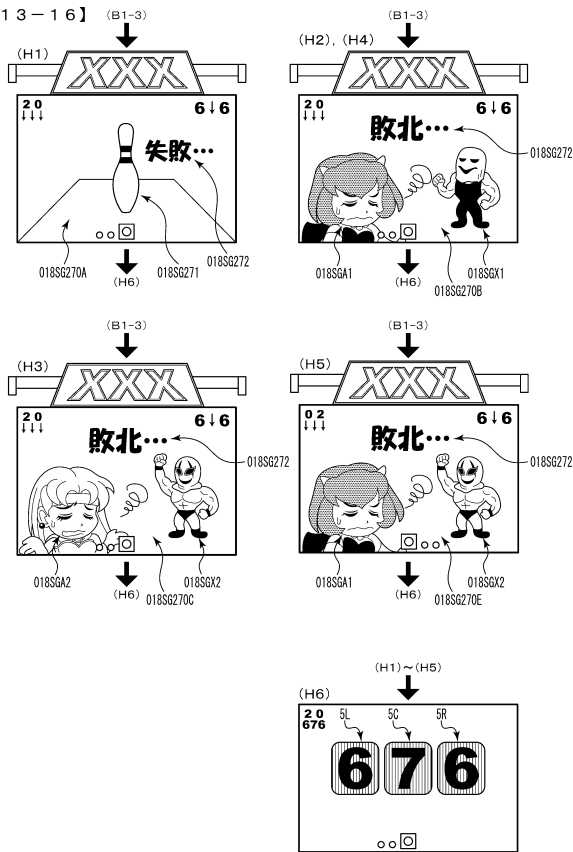 13-16】
(B1-3)
(H1)
XXX
20
↓↓↓
6↓6
失敗…
018SG272
018SG270A
018SG271
(H6)
(B1-3)
(H2), (H4)
XXX
20
↓↓↓
6↓6
敗北…
018SG272
018SGA1
018SG270B
018SGX1
(H6)
(B1-3)
(H3)
XXX
20
↓↓↓
6↓6
敗北…
018SG272
018SGA2
018SG270C
018SGX2
(H6)
(B1-3)
(H5)
XXX
02
↓↓↓
6↓6
敗北…
018SG272
018SGA1
018SG270E
018SGX2
(H6)
(H1)~(H5)
(H6)
20
676
5L
5C
5R
6 7 6